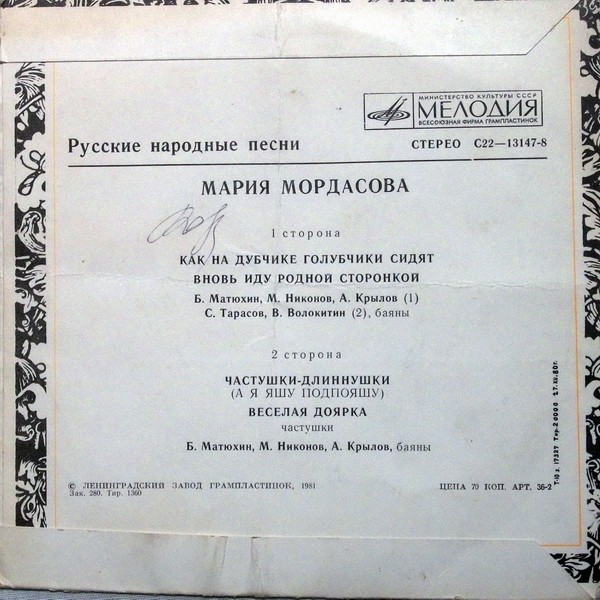 МИНИСТЕРСТВО КУЛЬТУРЫ СССР
МЕЛОДИЯ
ВСЕСОЮЗНАЯ ФИРМА ГРАМПЛАСТИНОК
Русские народные песни
СТЕРЕО С22—13147-8
МАРИЯ МОРДАСОВА
1 сторона
КАК НА ДУБЧИКЕ ГОЛУБЧИКИ СИДЯТ
ВНОВЬ ИДУ РОДНОЙ СТОРОНКОЙ
Б. Матюхин, М. Никонов, А. Крылов (1)
С. Тарасов, В. Волокитин (2), баяны
2 сторона
ЧАСТУШКИ-ДЛИННУШКИ
(А Я ЯШУ ПОДПОЯШУ)
ВЕСЕЛАЯ ДОЯРКА
частушки
Б. Матюхин, М. Никонов, А. Крылов, баяны
© ЛЕНИНГРАДСКИЙ ЗАВОД ГРАМПЛАСТИНОК, 1981
Зак. 280. Тир. 1360
ЦЕНА 70 КОП. АРТ. 36-2